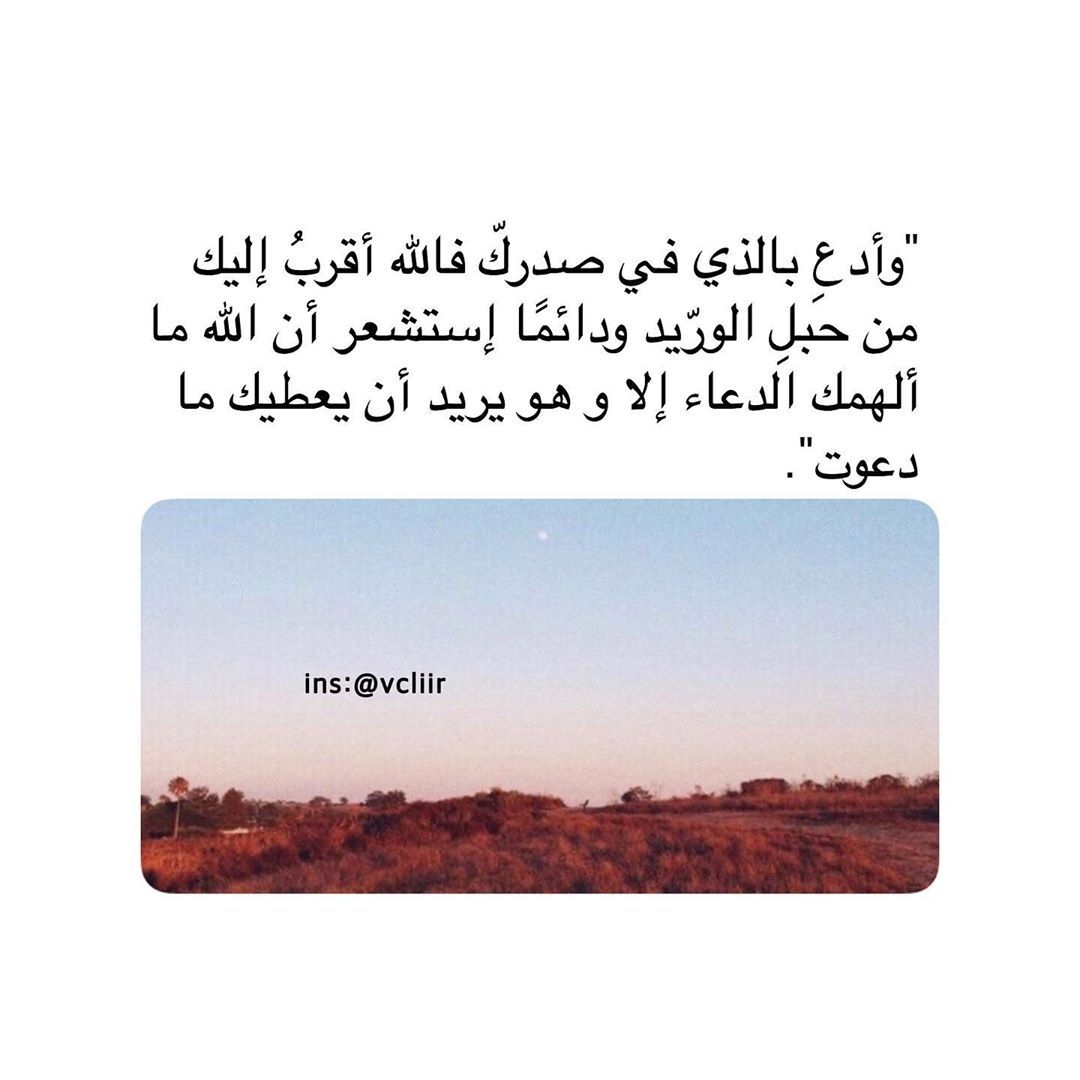 "وأدعِ بالذي في صدركّ فالله أقربُ إليك
من حبلِ الورّيد ودائمًا إستشعر أن الله ما
ألهمك الدعاء إلا و هو يريد أن يعطيك ما
دعوت".
ins:@vcliir